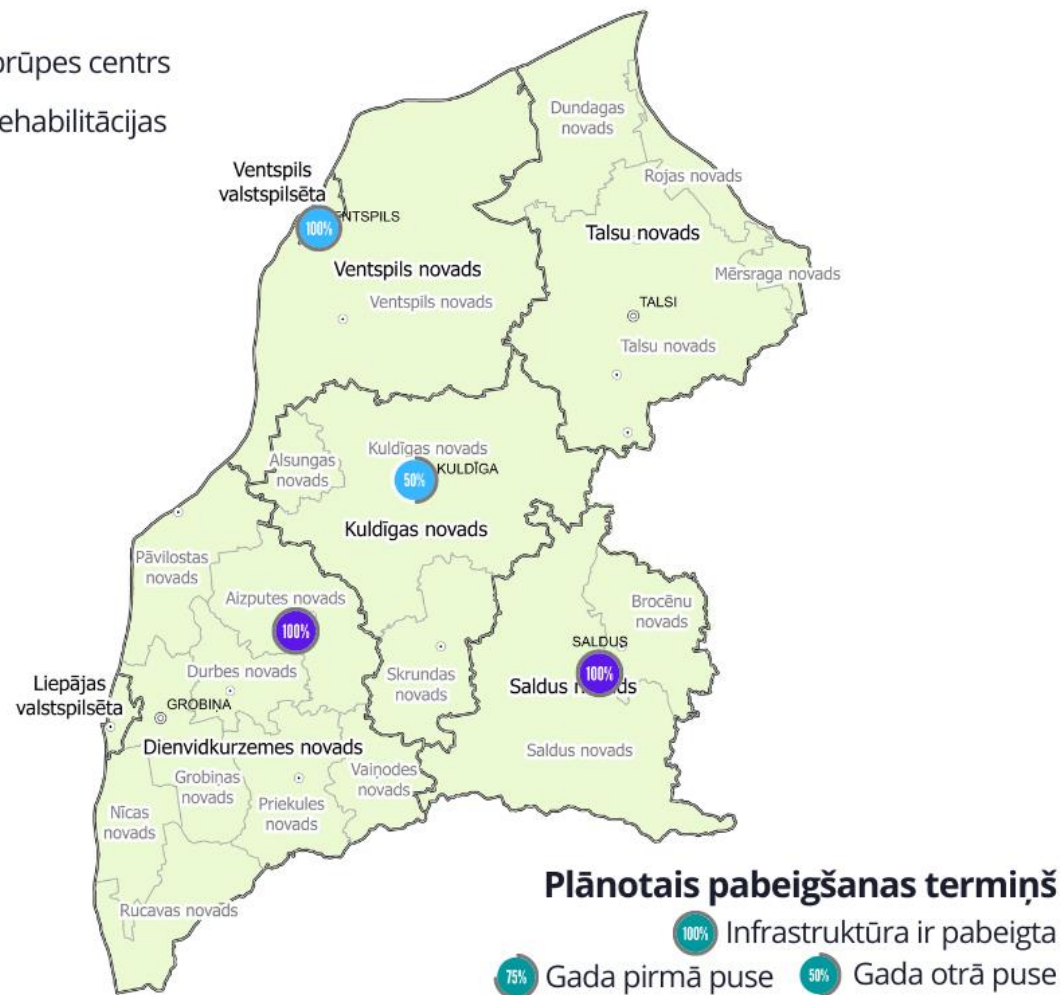 prūpes centrs
ehabilitācijas
Dundagas
novads
Ventspils
valstspilsēta
Rojas novads
100% ENTSPILS
Talsu novads
Ventspils novads
Mērsraga novads
Ventspils novads
TALSI
Talsu novads
Kuldīgas novads
Alsungas
novads
50% KULDĪGA
Kuldīgas novads
Pāvilostas
novads
Aizputes novads
100%
Brocēnu
novads
SALDUS
Durbes novads
Skrundas
novads
100%
Liepājas
valstspilsēta
Saldus novads
GROBIŅA
Dienvidkurzemes novads
Saldus novads
Grobiņas
novads
Vaiņodes
novads
Priekules
novads
Nīcas
novads
Rucavas novads
Plānotais pabeigšanas termiņš
100% Infrastruktūra ir pabeigta
75% Gada pirmā puse 50% Gada otrā puse